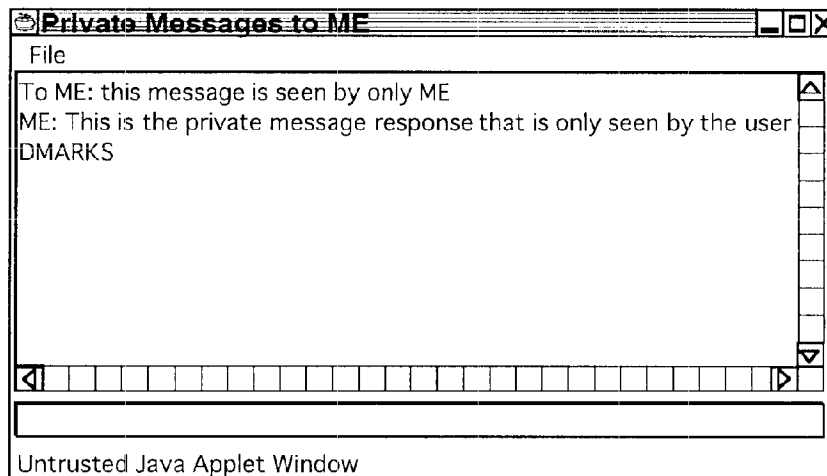 Private Messages to ME
File
To ME: this message is seen by only ME
ME: This is the private message response that is only seen by the user
DMARKS
Untrusted Java Applet Window